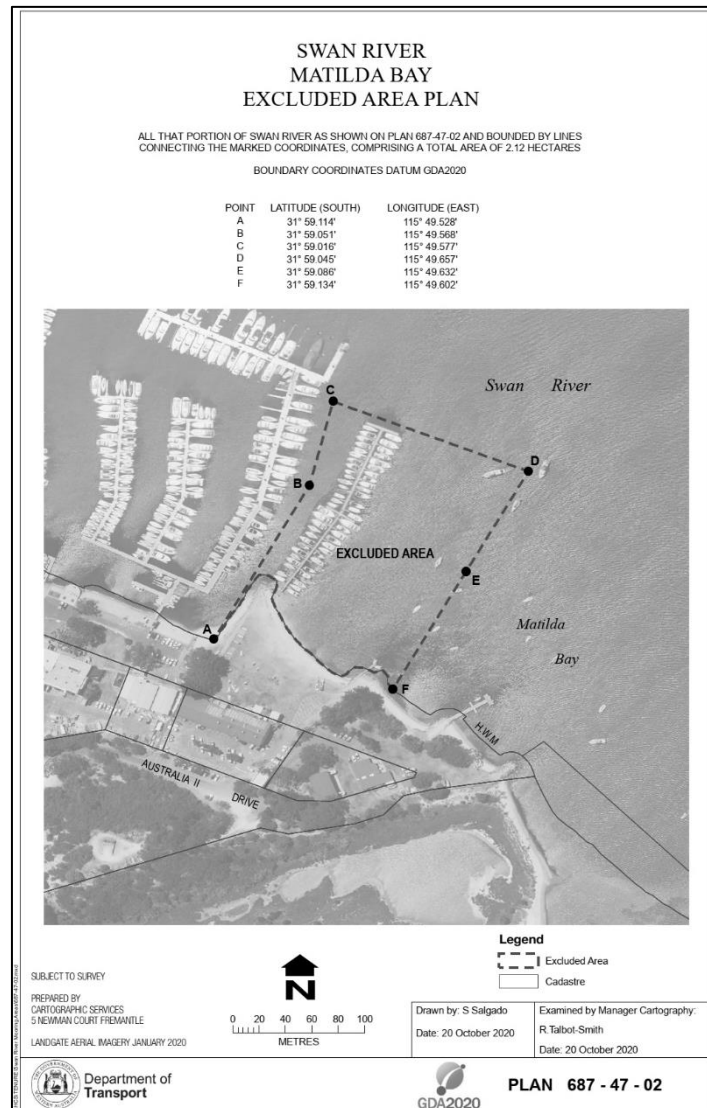 SWAN RIVER
MATILDA BAY
EXCLUDED AREA PLAN
ALL THAT PORTION OF SWAN RIVER AS SHOWN ON PLAN 687-47-02 AND BOUNDED BY LINES
CONNECTING THE MARKED COORDINATES, COMPRISING A TOTAL AREA OF 2.12 HECTARES
BOUNDARY COORDINATES DATUM GDA2020
POINT LATITUDE (SOUTH) LONGITUDE (EAST)
A 31° 59.114' 115° 49.528'
B 31° 59.051' 115° 49.568'
C 31° 59.016' 115° 49.577'
D 31° 59.045' 115° 49.657'
E 31° 59.086' 115° 49.632'
F 31° 59.134' 115° 49.602'
C
Swan River
D
B
EXCLUDED AREA
E
A
Matilda
Bay
F
H.W.M
AUSTRALIA II
DRIVE
Legend
Excluded Area
Cadastre
SUBJECT TO SURVEY
PREPARED BY
CARTOGRAPHIC SERVICES
5 NEWMAN COURT FREMANTLE
LANDGATE AERIAL IMAGERY JANUARY 2020
N
0 20 40 60 80 100
METRES
Drawn by: S Salgado
Date: 20 October 2020
Examined by Manager Cartography:
R.Talbot-Smith
Date: 20 October 2020
Department of
Transport
GDA2020
PLAN 687 - 47 - 02